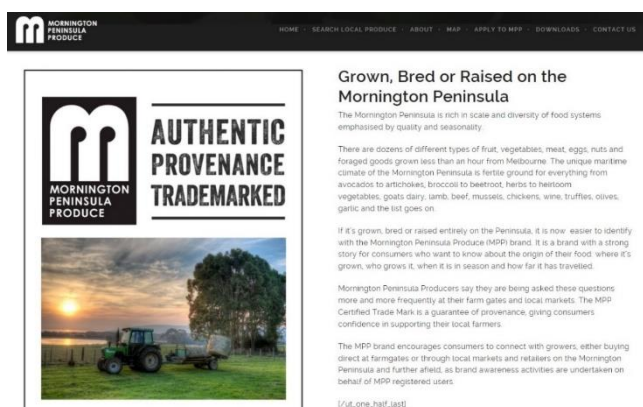 MORNINGTON
PENINSULA
PRODUCE
HOME - SEARCH LOCAL PRODUCE - ABOUT - MAP - APPLY TO MPP - DOWNLOADS - CONTACT US
AUTHENTIC
PROVENANCE
TRADEMARKED
MORNINGTON
PENINSULA
PRODUCE
Grown, Bred or Raised on the
Mornington Peninsula
The Mornington Peninsula is rich in scale and diversity of food systems
emphasised by quality and seasonality.
There are dozens of different types of fruit, vegetables, meat, eggs, nuts and
foraged goods grown less than an hour from Melbourne. The unique maritime
climate of the Mornington Peninsula is fertile ground for everything from
avocados to artichokes, broccoli to beetroot, herbs to heirloom
vegetables, goats dairy, lamb, beef, mussels, chickens, wine, truffles, olives,
garlic and the list goes on.
If it's grown, bred or raised entirely on the Peninsula, it is now easier to identify
with the Mornington Peninsula Produce (MPP) brand. It is a brand with a strong
story for consumers who want to know about the origin of their food: where it's
grown, who grows it, when it is in season and how far it has travelled.
Mornington Peninsula Producers say they are being asked these questions
more and more frequently at their farm gates and local markets. The MPP
Certified Trade Mark is a guarantee of provenance, giving consumers
confidence in supporting their local farmers.
The MPP brand encourages consumers to connect with growers, either buying
direct at farmgates or through local markets and retailers on the Mornington
Peninsula and further afield, as brand awareness activities are undertaken on
behalf of MPP registered users.
[/ut_one_half_last]